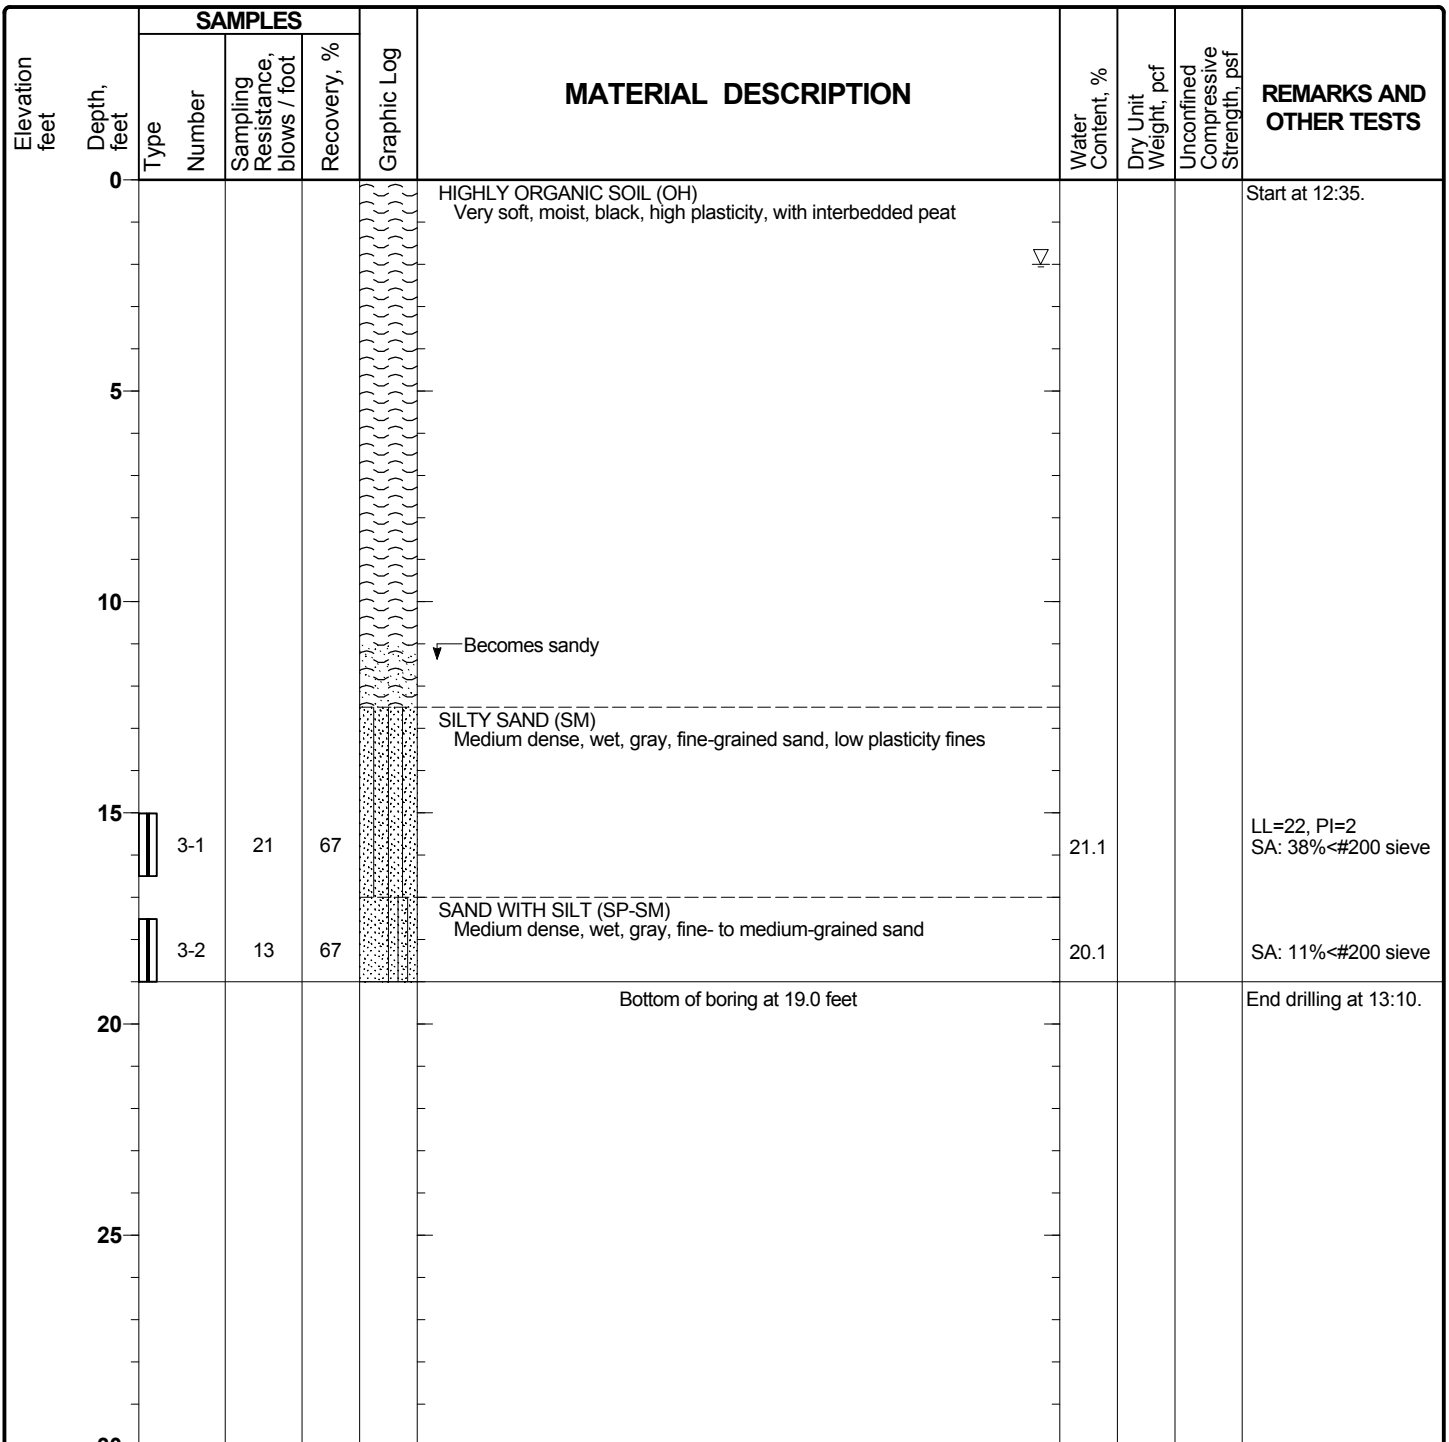 SAMPLES
Elevation
feet
Depth,
feet
Type
Number
Sampling
Resistance,
blows / foot
Recovery, %
Graphic Log
MATERIAL DESCRIPTION
Water
Content, %
Dry Unit
Weight, pcf
Unconfined
Compressive
Strength, psf
REMARKS AND
OTHER TESTS
0
HIGHLY ORGANIC SOIL (OH)
Very soft, moist, black, high plasticity, with interbedded peat
Start at 12:35.
5
10
Becomes sandy
SILTY SAND (SM)
Medium dense, wet, gray, fine-grained sand, low plasticity fines
15
3-1 21 67 21.1
LL=22, PI=2
SA: 38%<#200 sieve
SAND WITH SILT (SP-SM)
Medium dense, wet, gray, fine- to medium-grained sand
3-2 13 67 20.1 SA: 11%<#200 sieve
Bottom of boring at 19.0 feet
End drilling at 13:10.
20
25